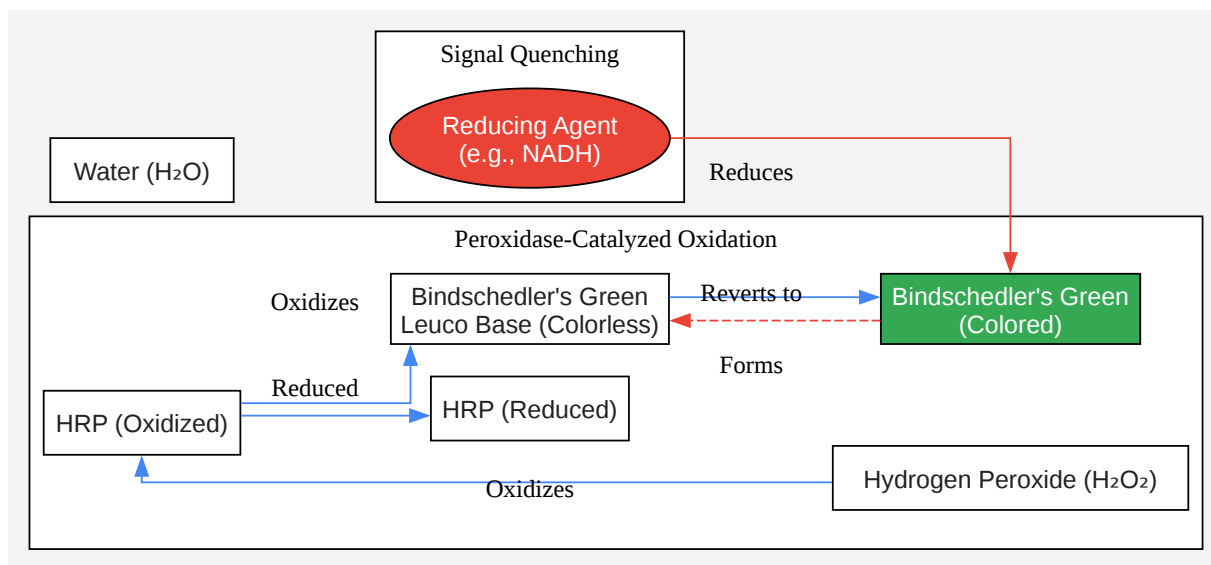 Signal Quenching
Reducing Agent
(e.g., NADH)
Water (H₂O)
Reduces
Peroxidase-Catalyzed Oxidation
Oxidizes
Bindschedler's Green
Leuco Base (Colorless)
Reverts to
Bindschedler's Green
(Colored)
Forms
Reduced
HRP (Oxidized)
HRP (Reduced)
Hydrogen Peroxide (H₂O₂)
Oxidizes